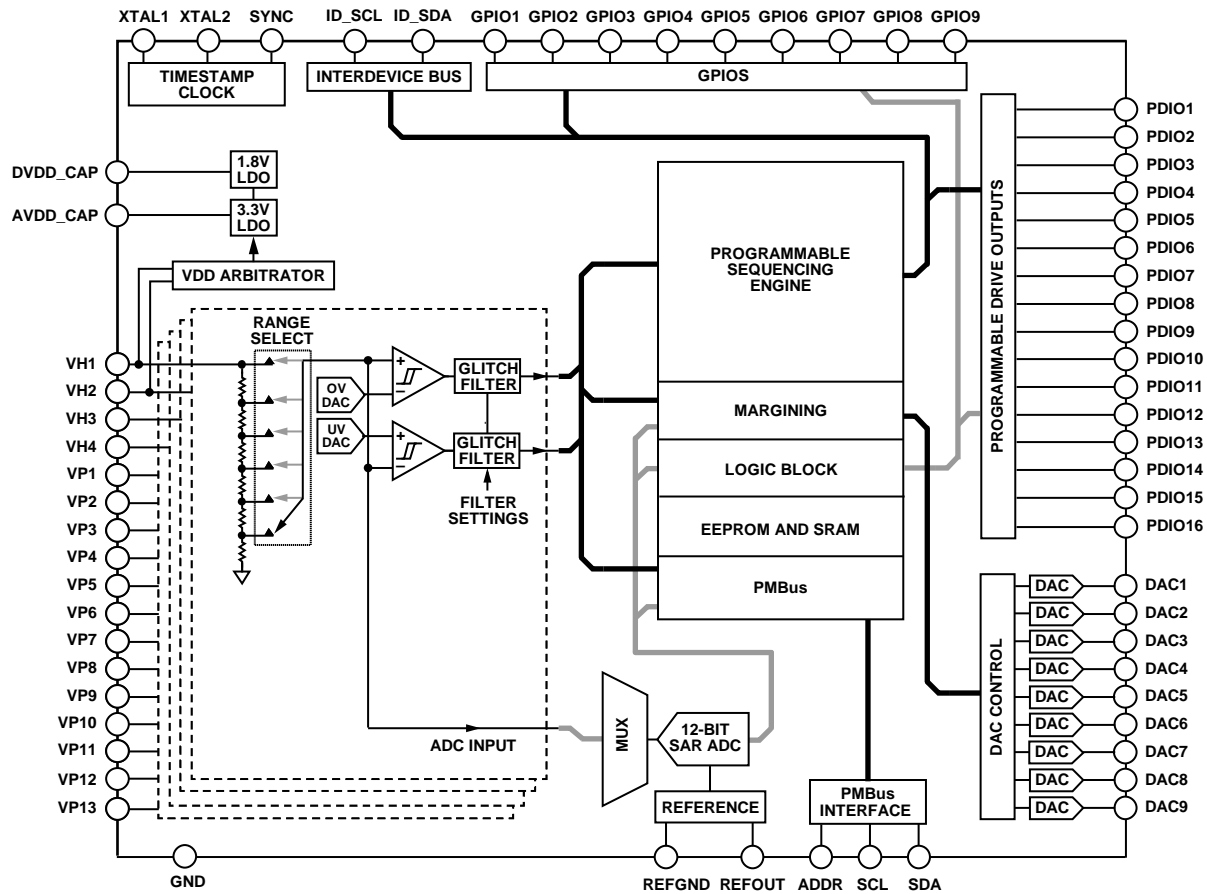 XTAL1 XTAL2 SYNC ID_SCL ID_SDA GPIO1 GPIO2 GPIO3 GPIO4 GPIO5 GPIO6 GPIO7 GPIO8 GPIO9
TIMESTAMP
CLOCK
INTERDEVICE BUS
GPIOS
DVDD_CAP
AVDD_CAP
1.8V
LDO
3.3V
LDO
VDD ARBITRATOR
VH1
VH2
VH3
VH4
VP1
VP2
VP3
VP4
VP5
VP6
VP7
VP8
VP9
VP10
VP11
VP12
VP13
RANGE
SELECT
OV
DAC
UV
DAC
+
−
+
−
GLITCH
FILTER
GLITCH
FILTER
FILTER
SETTINGS
ADC INPUT
PROGRAMMABLE
SEQUENCING
ENGINE
MARGINING
LOGIC BLOCK
EEPROM AND SRAM
PMBus
MUX
12-BIT
SAR ADC
REFERENCE
PMBus
INTERFACE
PROGRAMMABLE DRIVE OUTPUTS
PDIO1
PDIO2
PDIO3
PDIO4
PDIO5
PDIO6
PDIO7
PDIO8
PDIO9
PDIO10
PDIO11
PDIO12
PDIO13
PDIO14
PDIO15
PDIO16
DAC CONTROL
DAC DAC1
DAC DAC2
DAC DAC3
DAC DAC4
DAC DAC5
DAC DAC6
DAC DAC7
DAC DAC8
DAC DAC9
GND
REFGND REFOUT ADDR SCL SDA